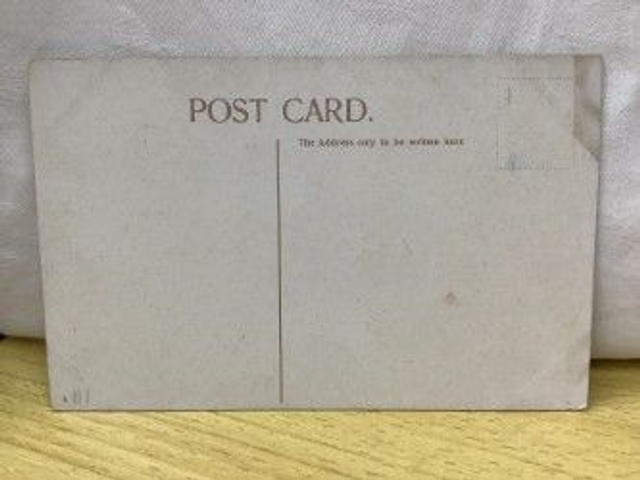 POST CARD.
The Address only to be written here